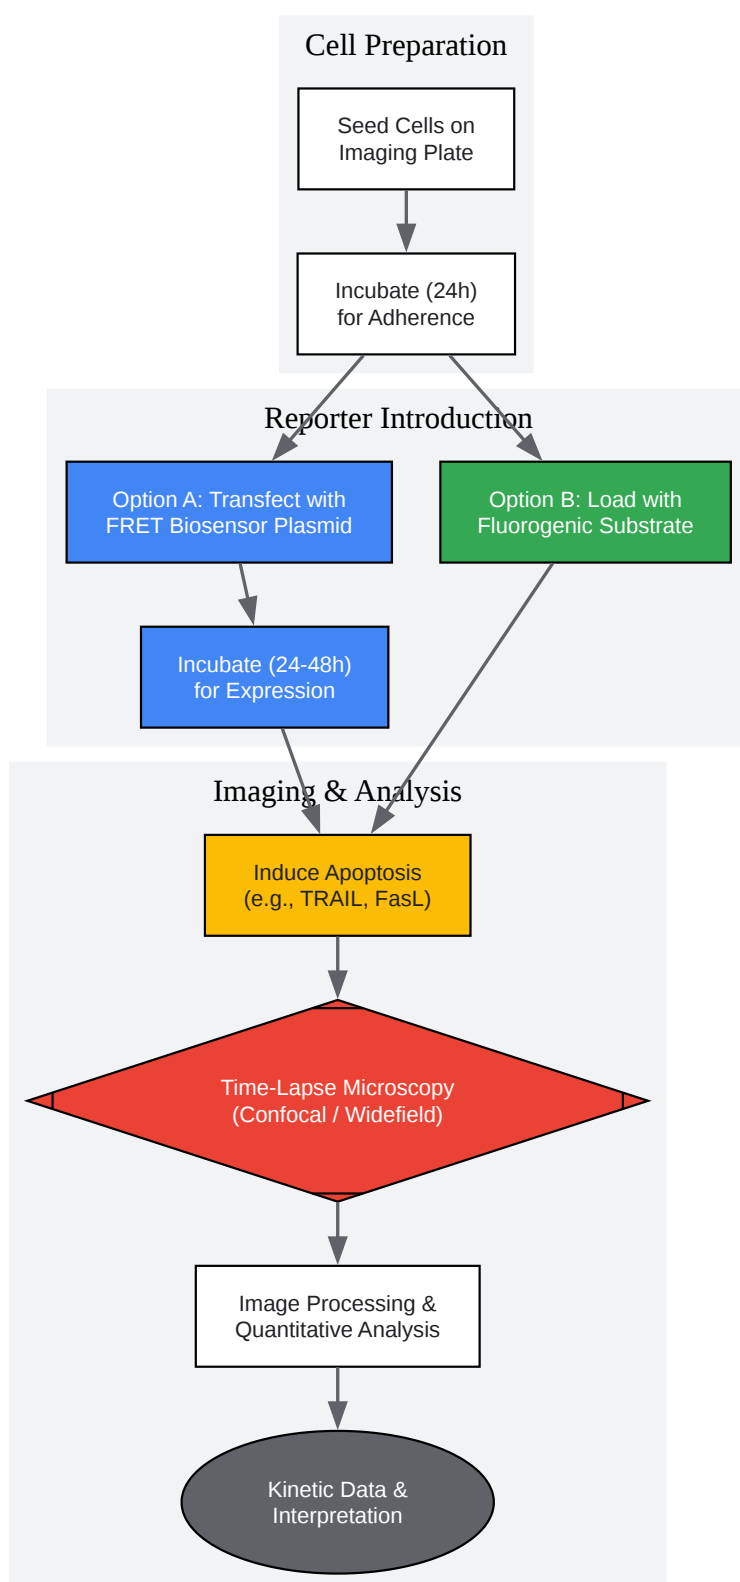 Cell Preparation
Seed Cells on
Imaging Plate
Incubate (24h)
for Adherence
Reporter Introduction
Option A: Transfect with
FRET Biosensor Plasmid
Option B: Load with
Fluorogenic Substrate
Incubate (24-48h)
for Expression
Imaging & Analysis
Induce Apoptosis
(e.g., TRAIL, FasL)
Time-Lapse Microscopy
(Confocal / Widefield)
Image Processing &
Quantitative Analysis
Kinetic Data &
Interpretation